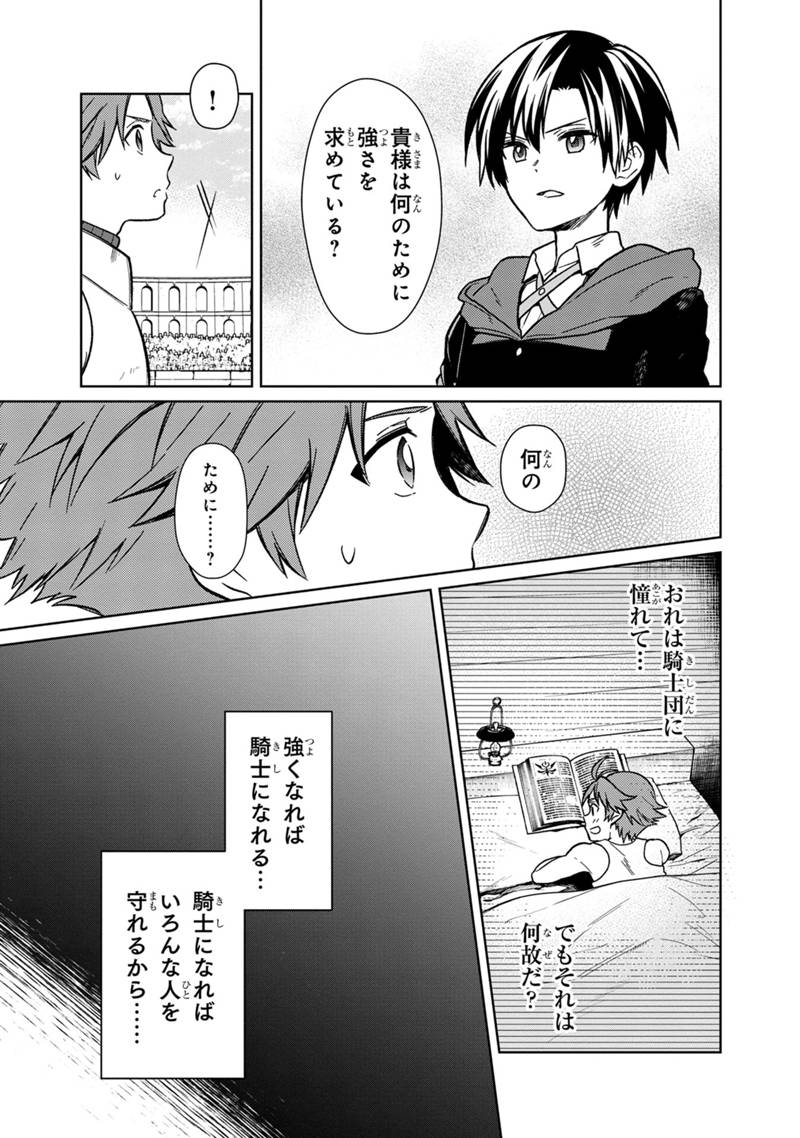 貴様は何のために
強さを
求めている？
！
何の
ために……？
おれは騎士団に
憧れて…
でもそれは
何故だ？
強くなれば
騎士になれる…
騎士になれば
いろんな人を
守れるから……